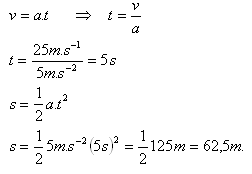 v = a.t ⇒ t = v/a
t = 25m.s⁻¹/5m.s⁻² = 5s
s = 1/2 a.t²
s = 1/2 5m.s⁻²(5s)² = 1/2 125m = 62,5m.